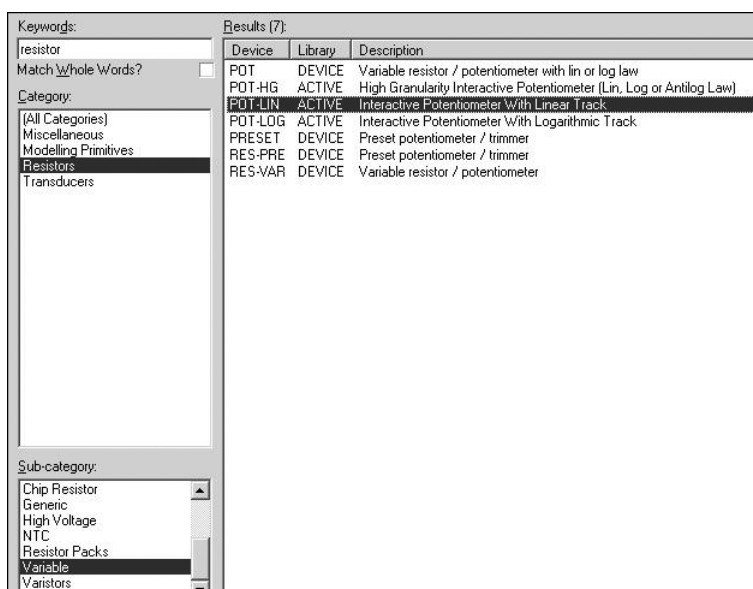 Keywords:
resistor
Match Whole Words?
Category:
(All Categories)
Miscellaneous
Modelling Primitives
Resistors
Transducers
Sub-category:
Chip Resistor
Generic
High Voltage
NTC
Resistor Packs
Variable
Varistors
Results (7):
Device Library Description
POT DEVICE Variable resistor / potentiometer with lin or log law
POT-HG ACTIVE High Granularity Interactive Potentiometer (Lin, Log or Antilog Law)
POT-LIN ACTIVE Interactive Potentiometer With Linear Track
POT-LOG ACTIVE Interactive Potentiometer With Logarithmic Track
PRESET DEVICE Preset potentiometer / trimmer
RES-PRE DEVICE Preset potentiometer / trimmer
RES-VAR DEVICE Variable resistor / potentiometer